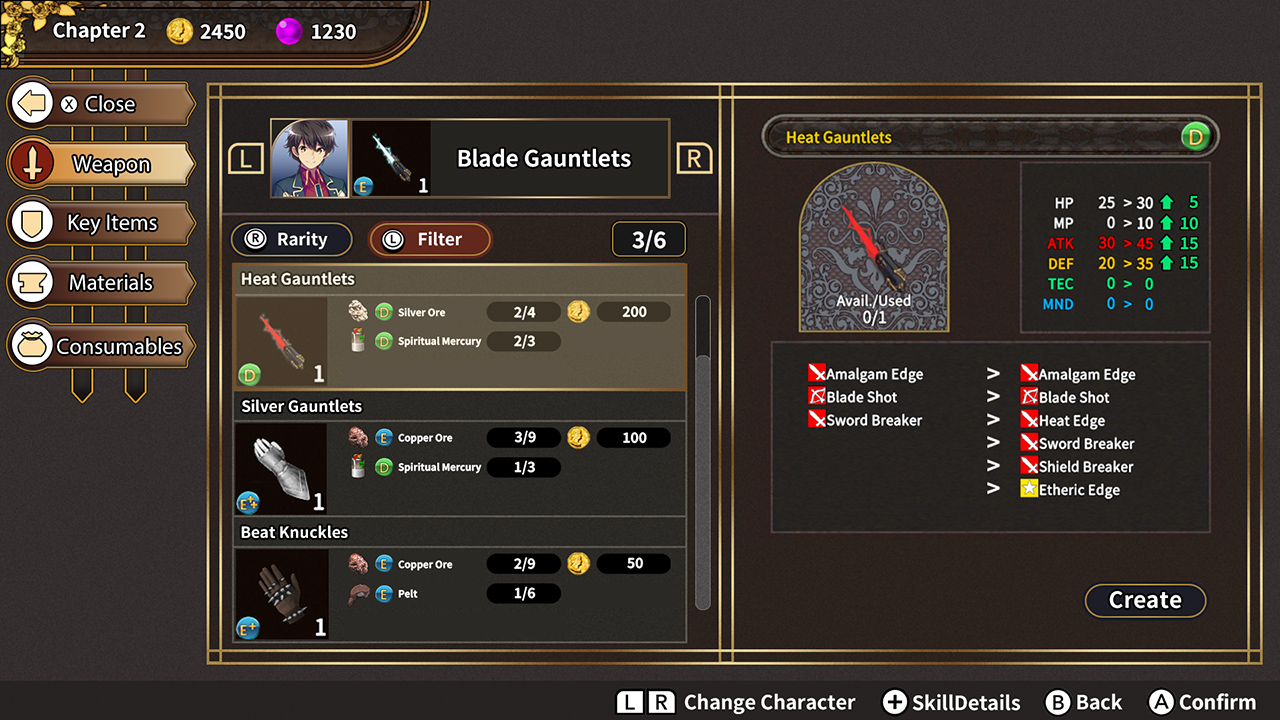 Chapter 2 2450 1230
X Close
Weapon
Key Items
Materials
Consumables
L E 1 Blade Gauntlets R
R Rarity L Filter 3/6
Heat Gauntlets
D Silver Ore 2/4 200
D Spiritual Mercury 2/3
D 1
Silver Gauntlets
E Copper Ore 3/9 100
D Spiritual Mercury 1/3
E++ 1
Beat Knuckles
E Copper Ore 2/9 50
E Pelt 1/6
E+ 1
Heat Gauntlets D
Avail./Used
0/1
HP 25 > 30 5
MP 0 > 10 10
ATK 30 > 45 15
DEF 20 > 35 15
TEC 0 > 0
MND 0 > 0
Amalgam Edge > Amalgam Edge
Blade Shot > Blade Shot
Sword Breaker > Heat Edge
> Sword Breaker
> Shield Breaker
> Etheric Edge
Create
L R Change Character + SkillDetails B Back A Confirm